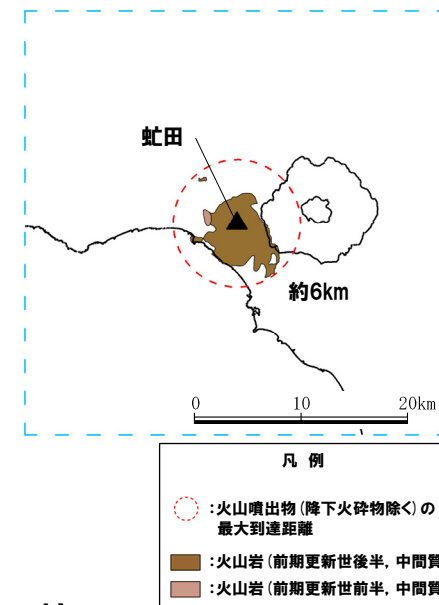 虻田
約6km
0 10 20km
凡 例
:火山噴出物(降下火砕物除く)の
最大到達距離
:火山岩(前期更新世後半, 中間質
:火山岩(前期更新世前半, 中間質